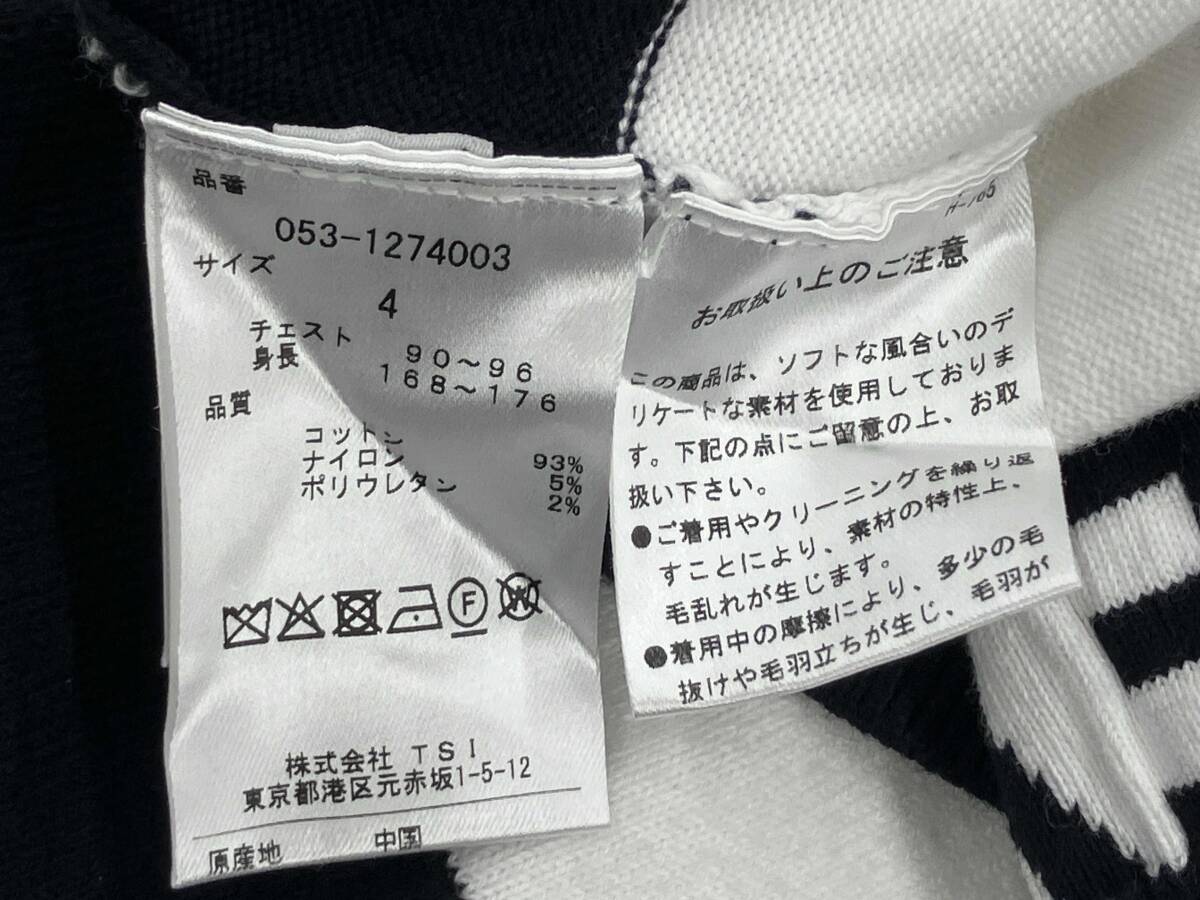 品番
053-1274003
サイズ
4
チェスト 90～96
身長 168～176
品質
コットン 93%
ナイロン 5%
ポリウレタン 2%
F
W
株式会社 TSI
東京都港区元赤坂1-5-12
原産地 中国
お取扱い上のご注意
この商品は、ソフトな風合いのデ
リケートな素材を使用しておりま
す。下記の点にご留意の上、お取
扱い下さい。
●ご着用やクリーニングを繰り返
すことにより、素材の特性上、
毛乱れが生じます。
●着用中の摩擦により、多少の毛
抜けや毛羽立ちが生じ、毛羽が